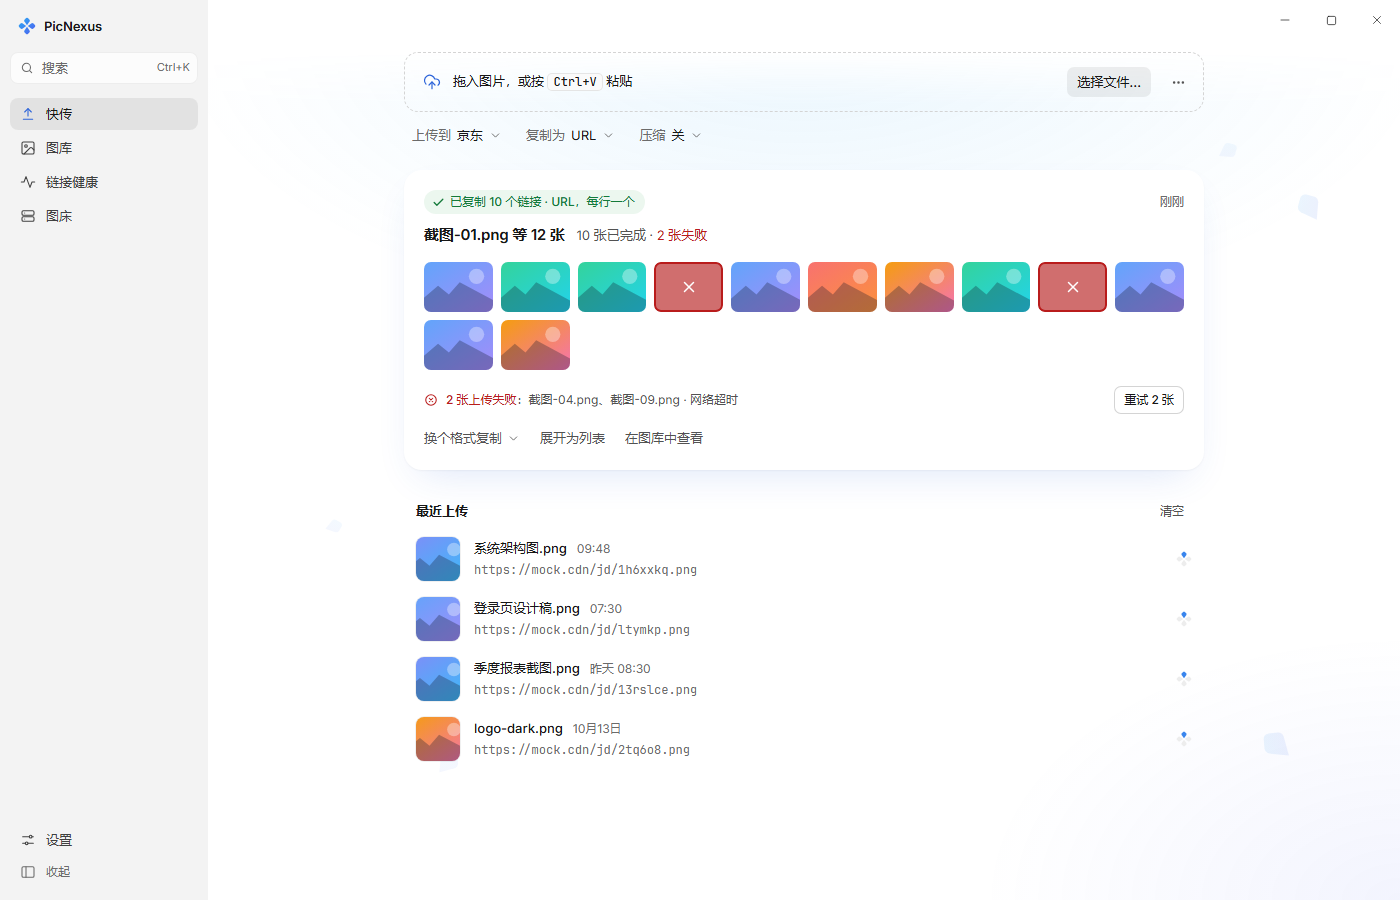 PicNexus
搜索 Ctrl+K
快传
图库
链接健康
图床
设置
收起
拖入图片，或按 Ctrl+V 粘贴
选择文件...
上传到 京东 复制为 URL 压缩 关
已复制 10 个链接 · URL，每行一个
刚刚
截图-01.png 等 12 张 10 张已完成 · 2 张失败
2 张上传失败：截图-04.png、截图-09.png · 网络超时
重试 2 张
换个格式复制 展开为列表 在图库中查看
最近上传
清空
系统架构图.png 09:48
https://mock.cdn/jd/1h6xxkq.png
登录页设计稿.png 07:30
https://mock.cdn/jd/ltymkp.png
季度报表截图.png 昨天 08:30
https://mock.cdn/jd/13rslce.png
logo-dark.png 10月13日
https://mock.cdn/jd/2tq6o8.png